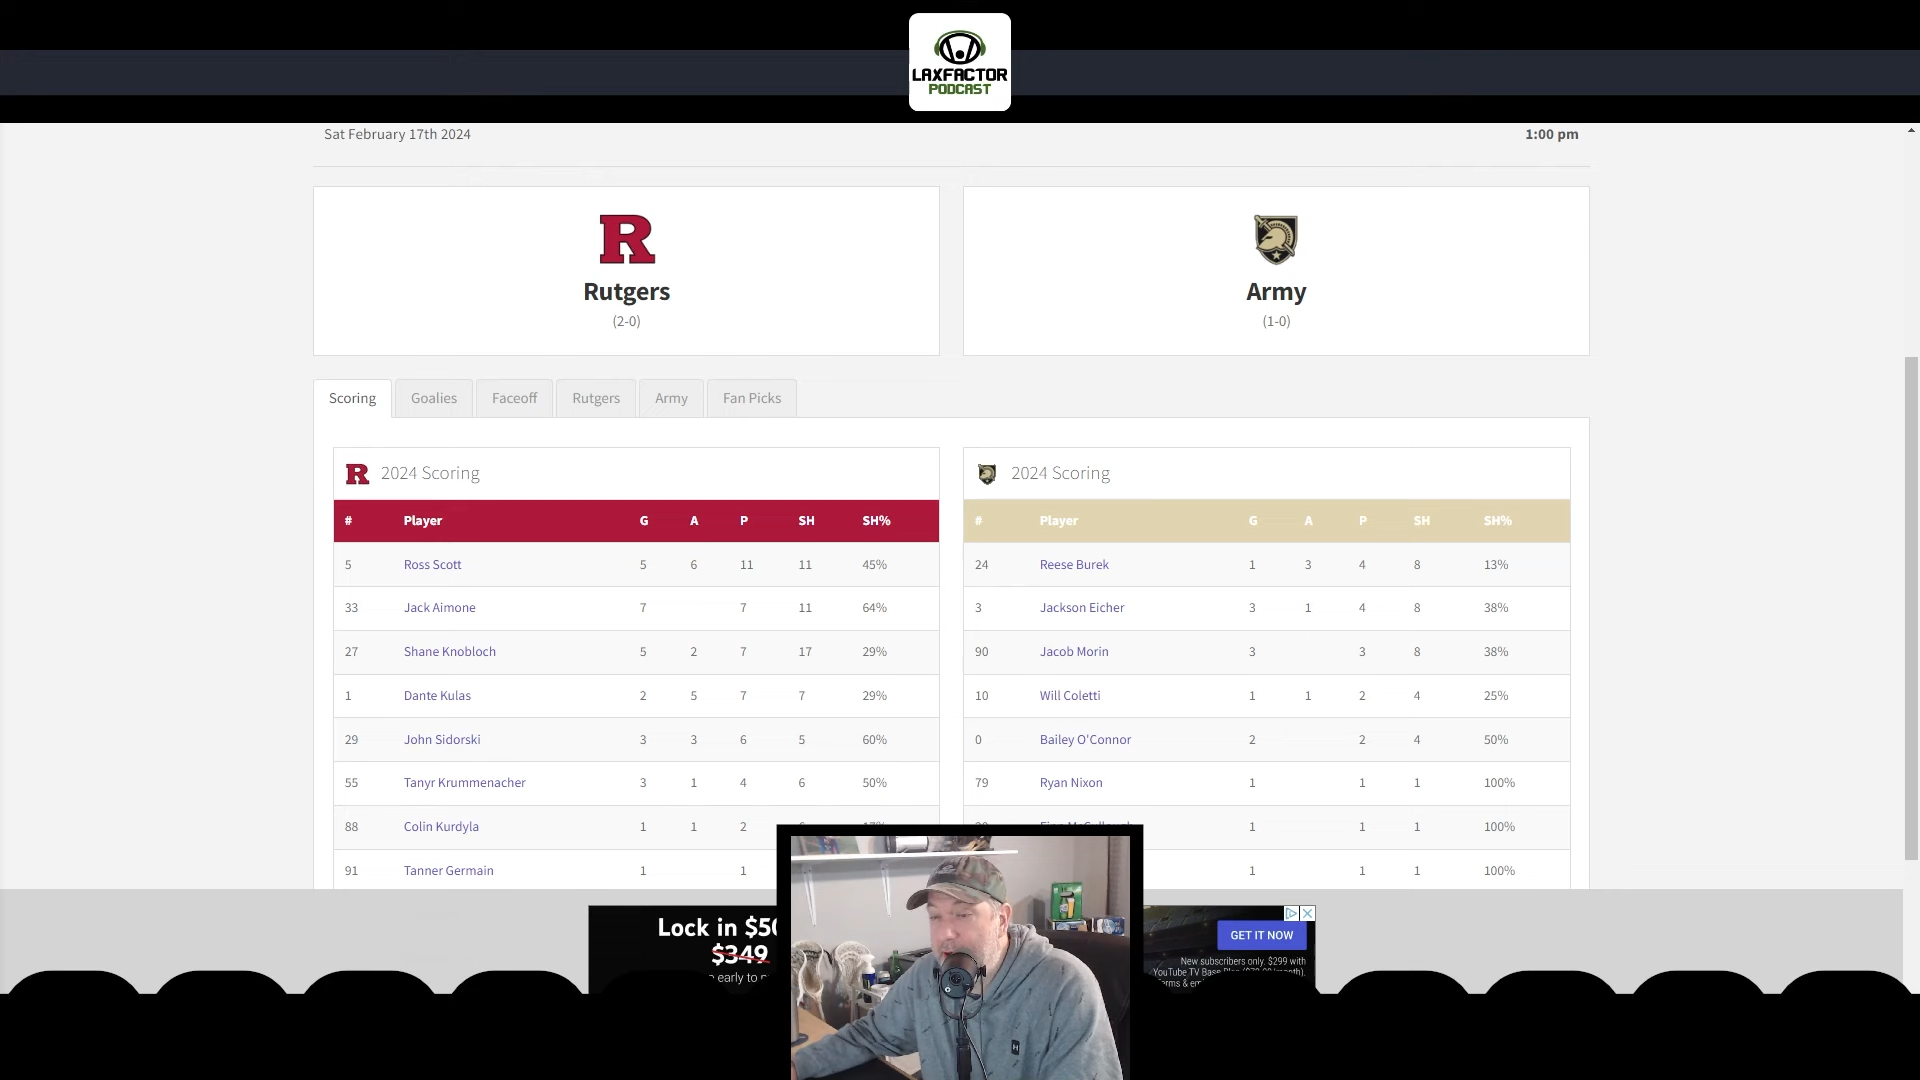 LAXFACTOR
PODCAST
Sat February 17th 2024 1:00 pm
R
Rutgers
(2-0)
Army
(1-0)
Scoring Goalies Faceoff Rutgers Army Fan Picks
R 2024 Scoring
# Player G A P SH SH%
5 Ross Scott 5 6 11 11 45%
33 Jack Aimone 7 7 11 64%
27 Shane Knobloch 5 2 7 17 29%
1 Dante Kulas 2 5 7 7 29%
29 John Sidorski 3 3 6 5 60%
55 Tanyr Krummenacher 3 1 4 6 50%
88 Colin Kurdyla 1 1 2
91 Tanner Germain 1 1
2024 Scoring
# Player G A P SH SH%
24 Reese Burek 1 3 4 8 13%
3 Jackson Eicher 3 1 4 8 38%
90 Jacob Morin 3 3 8 38%
10 Will Coletti 1 1 2 4 25%
0 Bailey O'Connor 2 2 4 50%
79 Ryan Nixon 1 1 1 100%
1 1 1 100%
1 1 1 100%
Lock in $50
$349
early to
GET IT NOW
New subscribers only. $299 with
YouTube TV Base